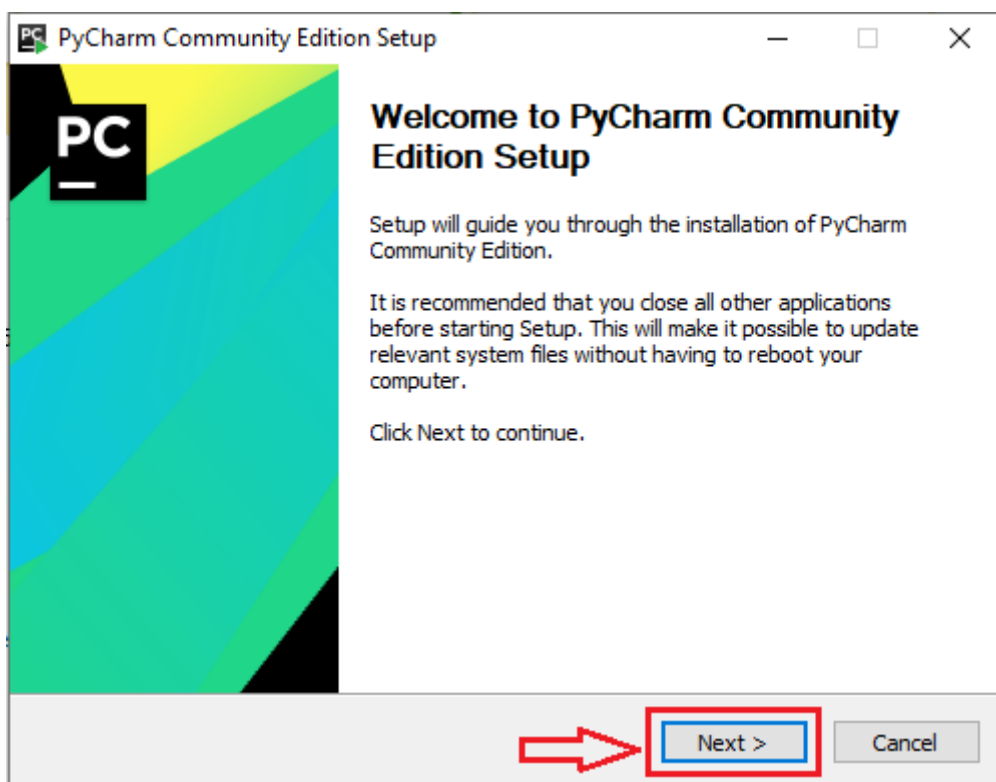 PyCharm Community Edition Setup
PC
Welcome to PyCharm Community
Edition Setup
Setup will guide you through the installation of PyCharm
Community Edition.
It is recommended that you close all other applications
before starting Setup. This will make it possible to update
relevant system files without having to reboot your
computer.
Click Next to continue.
Next >
Cancel